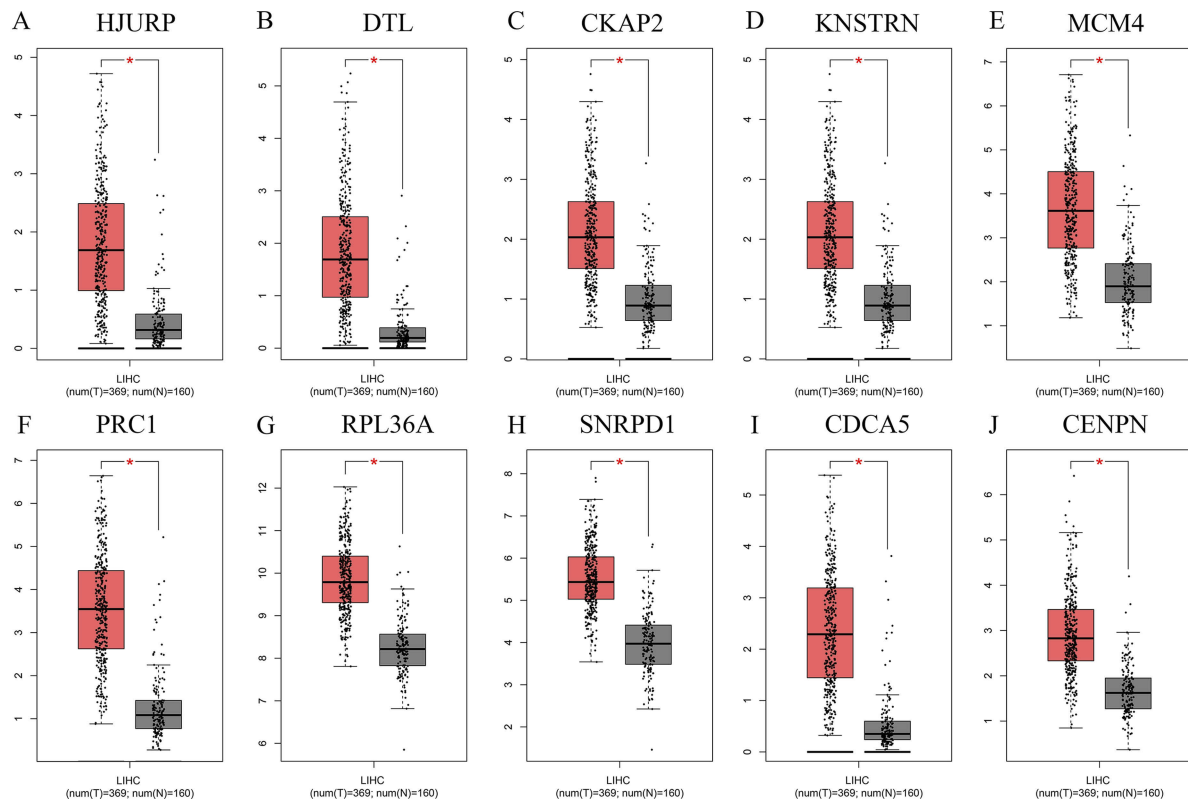 A HJURP
5
4
3
2
1
0
*
LIHC
(num(T)=369; num(N)=160)
B DTL
5
4
3
2
1
0
*
LIHC
(num(T)=369; num(N)=160)
C CKAP2
5
4
3
2
1
0
*
LIHC
(num(T)=369; num(N)=160)
D KNSTRN
5
4
3
2
1
0
*
LIHC
(num(T)=369; num(N)=160)
E MCM4
7
6
5
4
3
2
1
*
LIHC
(num(T)=369; num(N)=160)
F PRC1
7
6
5
4
3
2
1
*
LIHC
(num(T)=369; num(N)=160)
G RPL36A
12
11
10
9
8
7
6
*
LIHC
(num(T)=369; num(N)=160)
H SNRPD1
8
7
6
5
4
3
2
*
LIHC
(num(T)=369; num(N)=160)
I CDCA5
5
4
3
2
1
0
*
LIHC
(num(T)=369; num(N)=160)
J CENPN
6
5
4
3
2
1
*
LIHC
(num(T)=369; num(N)=160)